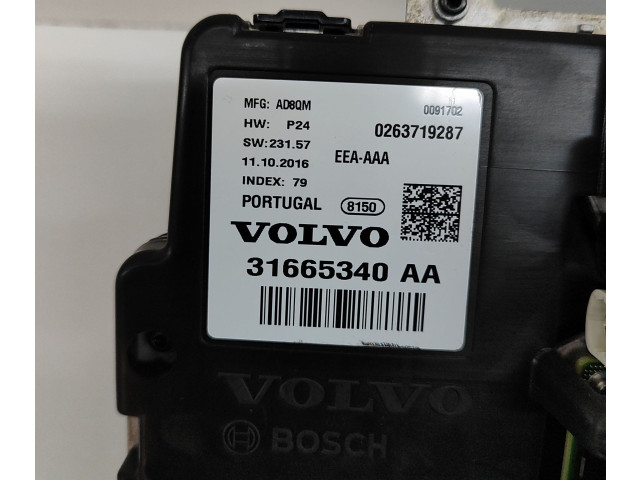 MFG: AD8QM
0091702
HW: P24
0263719287
SW:231.57
EEA-AAA
11.10.2016
INDEX: 79
PORTUGAL 8150
VOLVO
31665340 AA
VOLVO
BOSCH